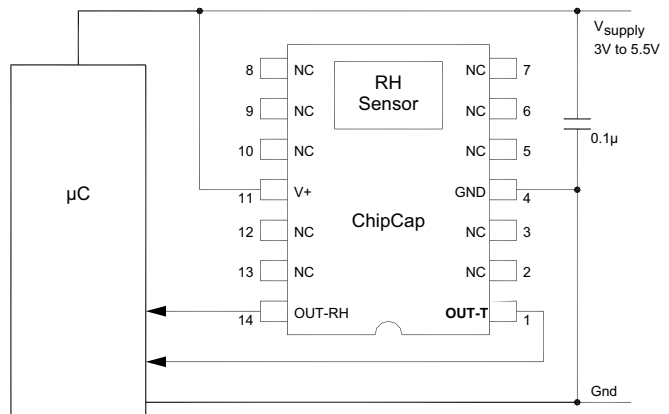 V supply
3V to 5.5V
8 NC
RH
Sensor
NC 7
9 NC
NC 6
10 NC
NC 5
0.1µ
µC
11 V+
GND 4
ChipCap
12 NC
NC 3
13 NC
NC 2
14 OUT-RH
OUT-T 1
Gnd